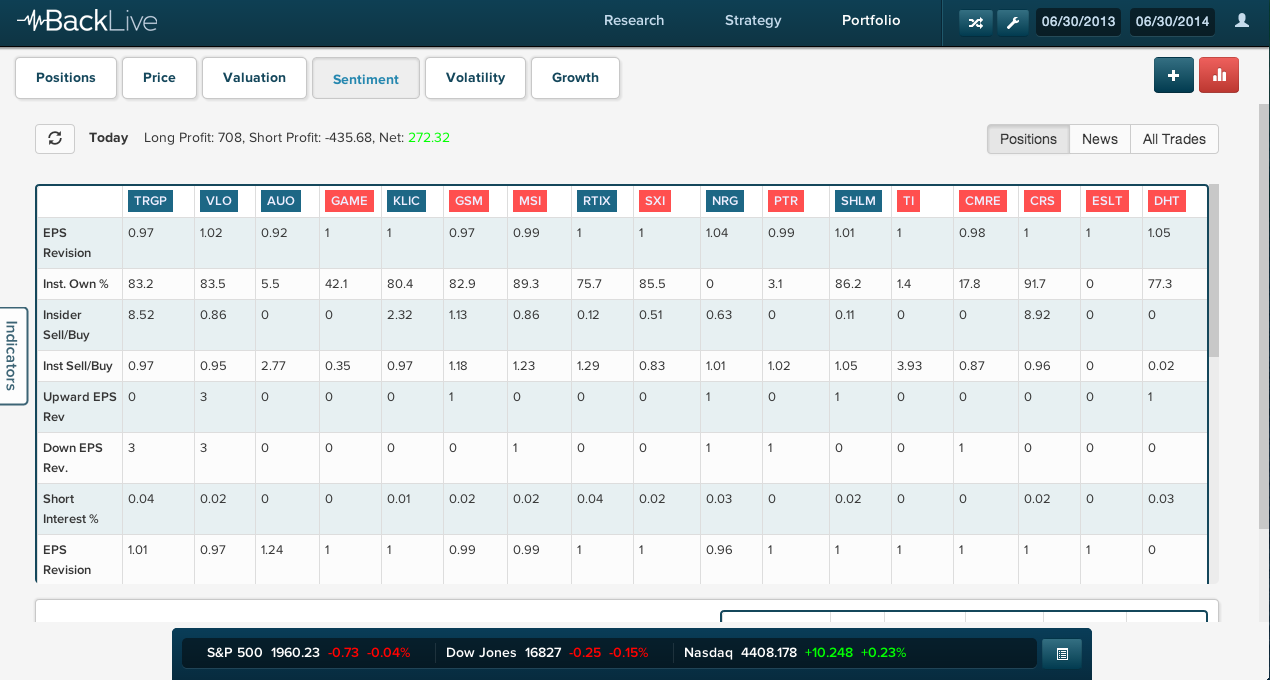 BackLive Research Strategy Portfolio 06/30/2013 06/30/2014
Positions Price Valuation Sentiment Volatility Growth
Today Long Profit: 708, Short Profit: -435.68, Net: 272.32 Positions News All Trades
TRGP VLO AUO GAME KLIC GSM MSI RTIX SXI NRG PTR SHLM TI CMRE CRS ESLT DHT
EPS Revision 0.97 1.02 0.92 1 1 0.97 0.99 1 1 1.04 0.99 1.01 1 0.98 1 1 1.05
Inst. Own % 83.2 83.5 5.5 42.1 80.4 82.9 89.3 75.7 85.5 0 3.1 86.2 1.4 17.8 91.7 0 77.3
Insider Sell/Buy 8.52 0.86 0 0 2.32 1.13 0.86 0.12 0.51 0.63 0 0.11 0 0 8.92 0 0
Inst Sell/Buy 0.97 0.95 2.77 0.35 0.97 1.18 1.23 1.29 0.83 1.01 1.02 1.05 3.93 0.87 0.96 0 0.02
Upward EPS Rev 0 3 0 0 0 1 0 0 0 1 0 1 0 0 0 0 1
Down EPS Rev. 3 3 0 0 0 0 1 0 0 1 1 0 0 1 0 0 0
Short Interest % 0.04 0.02 0 0 0.01 0.02 0.02 0.04 0.02 0.03 0 0.02 0 0 0.02 0 0.03
EPS Revision 1.01 0.97 1.24 1 1 0.99 0.99 1 1 0.96 1 1 1 1 1 1 0
Indicators
S&P 500 1960.23 -0.73 -0.04% Dow Jones 16827 -0.25 -0.15% Nasdaq 4408.178 +10.248 +0.23%